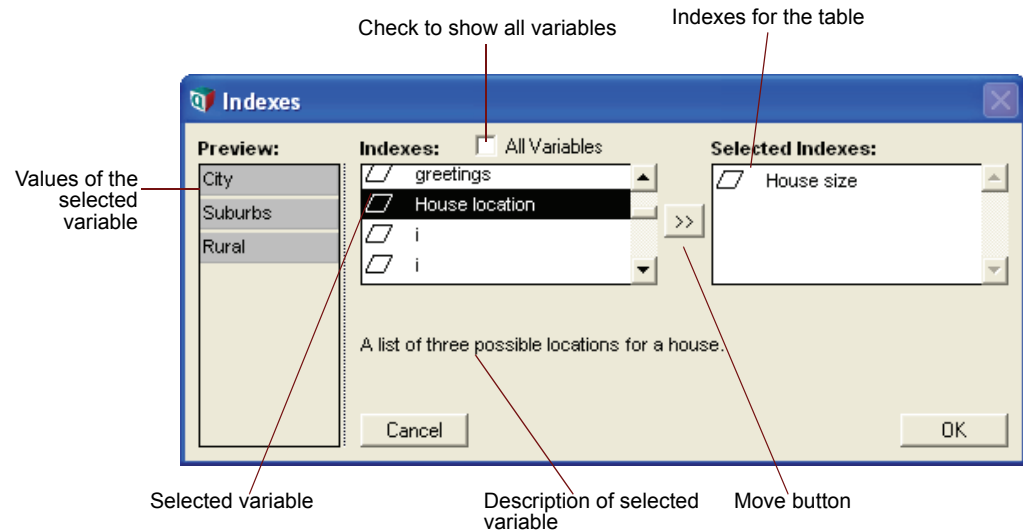 Check to show all variables
Indexes for the table
Indexes
Preview:
Indexes:
All Variables
Selected Indexes:
Values of the
selected
variable
City
Suburbs
Rural
greetings
House location
i
i
>>
House size
A list of three possible locations for a house.
Cancel
OK
Selected variable
Description of selected
variable
Move button